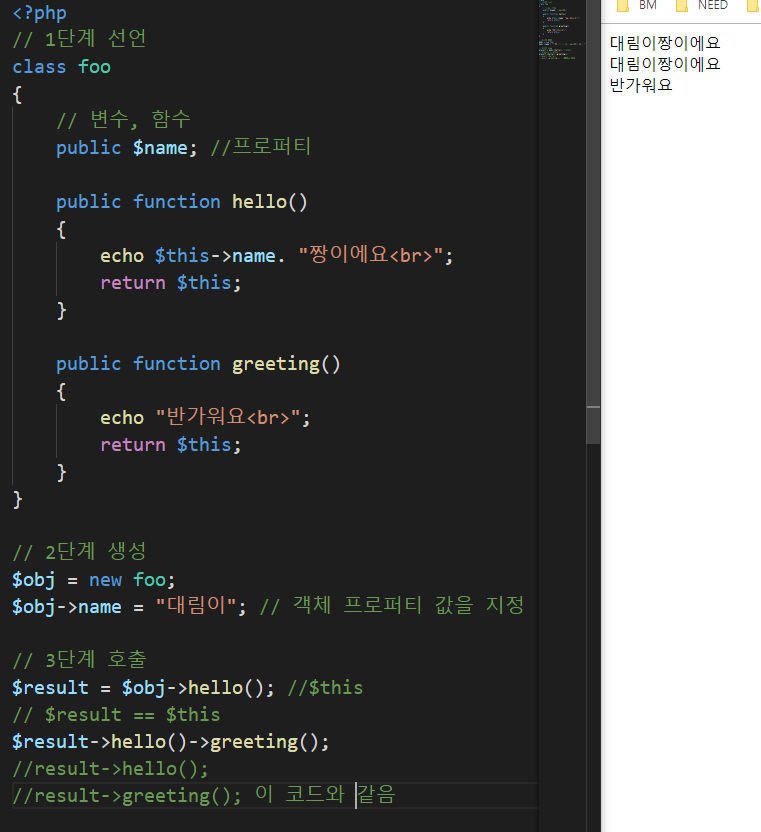 BM NEED
<?php
// 1단계 선언
class foo
{
    // 변수, 함수
    public $name; //프로퍼티

    public function hello()
    {
        echo $this->name. "짱이에요<br>";
        return $this;
    }

    public function greeting()
    {
        echo "반가워요<br>";
        return $this;
    }
}

// 2단계 생성
$obj = new foo;
$obj->name = "대림이"; // 객체 프로퍼티 값을 지정

// 3단계 호출
$result = $obj->hello(); //$this
// $result == $this
$result->hello()->greeting();
//result->hello();
//result->greeting(); 이 코드와 같음
대림이짱이에요
대림이짱이에요
반가워요